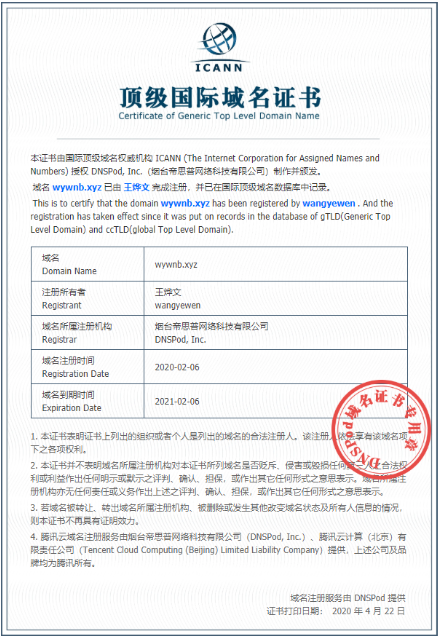 ICANN
顶级国际域名证书
Certificate of Generic Top Level Domain Name
本证书由国际顶级域名权威机构 ICANN (The Internet Corporation for Assigned Names and
Numbers) 授权 DNSPod, Inc.（烟台帝思普网络科技有限公司）制作并颁发。
域名 wywnb.xyz 已由 王烨文 完成注册，并已在国际顶级域名数据库中记录。
This is to certify that the domain wywnb.xyz has been registered by wangyewen . And the
registration has taken effect since it was put on records in the database of gTLD(Generic Top
Level Domain) and ccTLD(global Top Level Domain).
域名 wywnb.xyz
Domain Name
注册所有者 王烨文
Registrant wangyewen
域名所属注册机构 烟台帝思普网络科技有限公司
Registrar DNSPod, Inc.
域名注册时间 2020-02-06
Registration Date
域名到期时间 2021-02-06
Expiration Date
DNSPod域名证书专用章
1. 本证书表明证书上列出的组织或者个人是列出的域名的合法注册人。该注册人依法享有该域名项
下之各项权利。
2. 本证书并不表明域名所属注册机构对本证书所列域名是否贬斥、侵害或毁损任何第三人之合法权
利或利益作出任何明示或默示之评判、确认、担保，或作出其它任何形式之意思表示。域名所属注
册机构亦无任何责任或义务作出上述之评判、担保，或作出其它任何形式之意思表示。
3. 若域名被转让、转出域名所属注册机构、被删除或发生其他改变域名状态及所有人信息的情况，
则本证书不再具有证明效力。
4. 腾讯云域名注册服务由烟台帝思普网络科技有限公司（DNSPod, Inc.）、腾讯云计算（北京）有
限责任公司（Tencent Cloud Computing (Beijing) Limited Liability Company）提供，上述公司及品
牌均为腾讯所有。
域名注册服务由 DNSPod 提供
证书打印日期： 2020 年 4 月 22 日